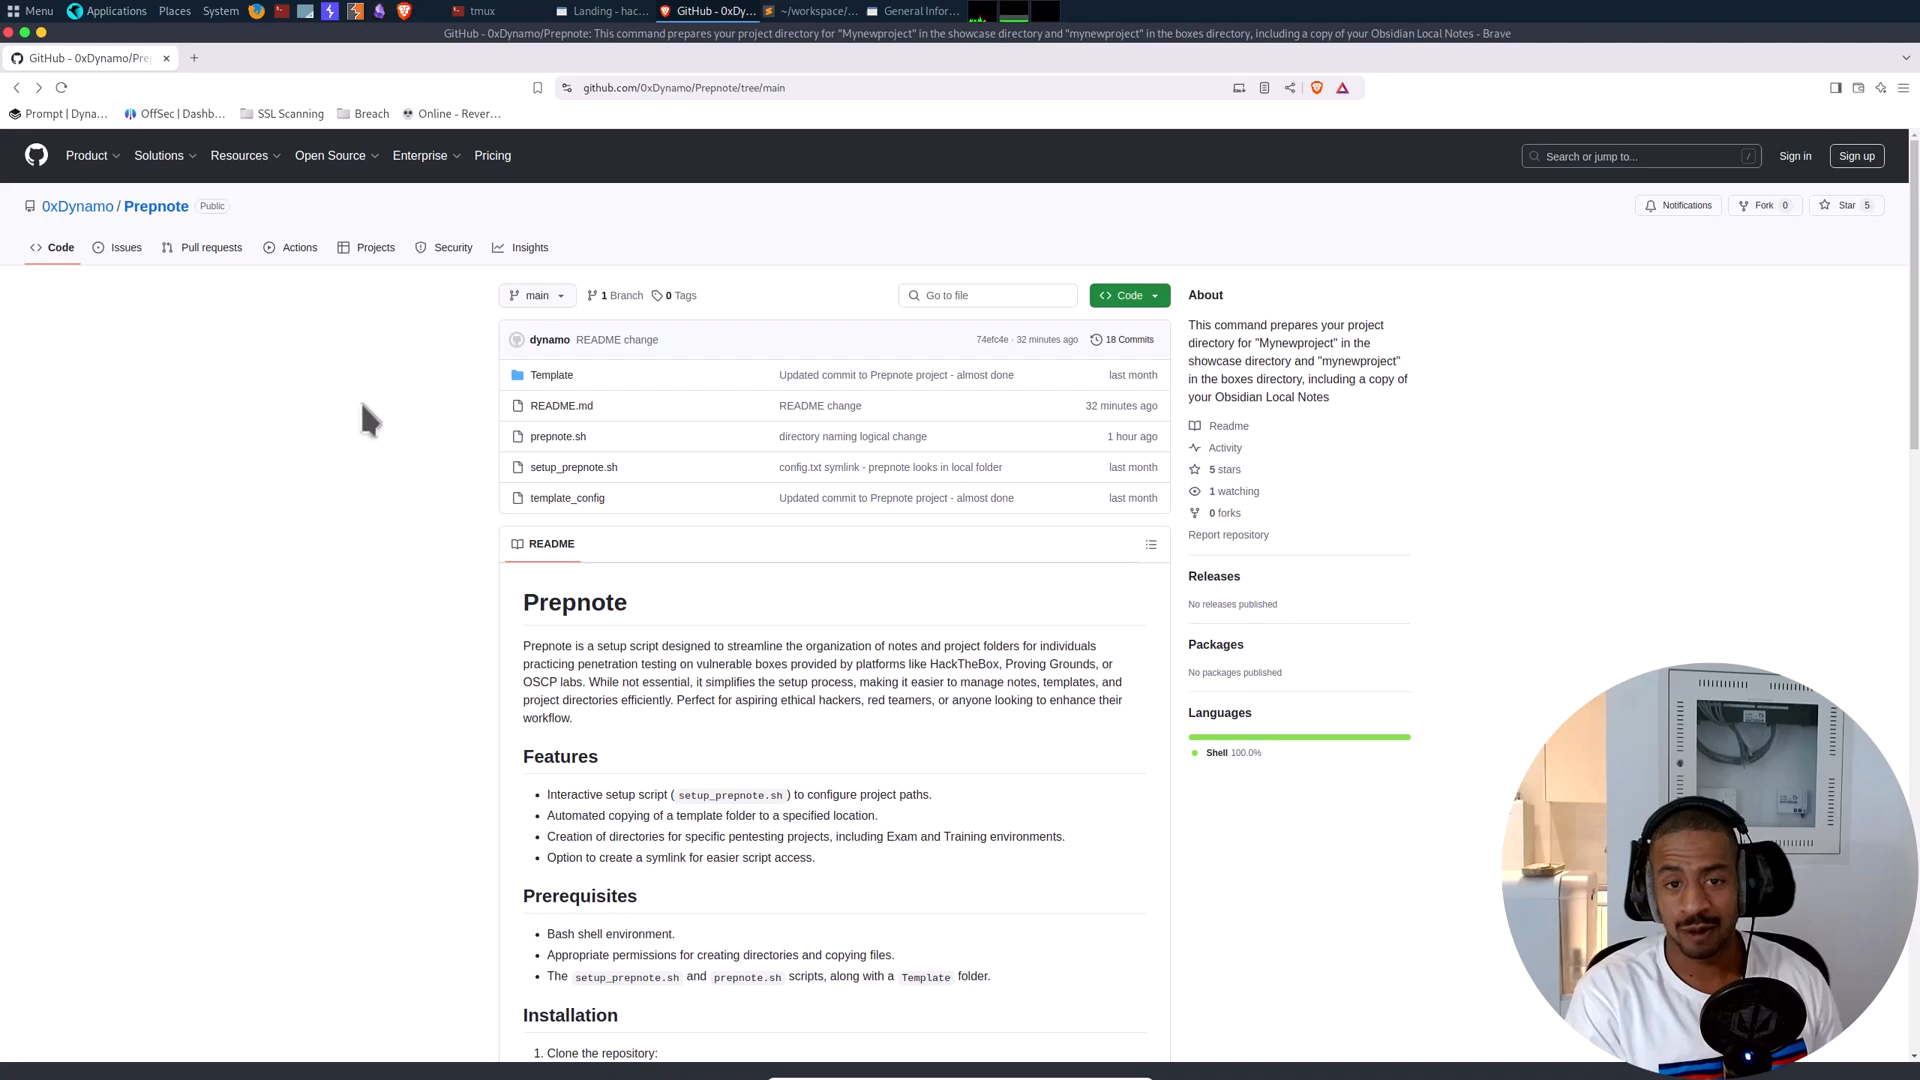 Menu Applications Places System tmux Landing - hac... GitHub - 0xDy... ~/workspace/... General Infor...
GitHub - 0xDynamo/Prepnote: This command prepares your project directory for "Mynewproject" in the showcase directory and "mynewproject" in the boxes directory, including a copy of your Obsidian Local Notes - Brave
GitHub - 0xDynamo/Prep
github.com/0xDynamo/Prepnote/tree/main
Prompt | Dyna... OffSec | Dashb... SSL Scanning Breach Online - Rever...
Product Solutions Resources Open Source Enterprise Pricing Search or jump to... / Sign in Sign up
0xDynamo / Prepnote Public Notifications Fork 0 Star 5
Code Issues Pull requests Actions Projects Security Insights
main 1 Branch 0 Tags Go to file Code
dynamo README change 74efc4e · 32 minutes ago 18 Commits
Template Updated commit to Prepnote project - almost done last month
README.md README change 32 minutes ago
prepnote.sh directory naming logical change 1 hour ago
setup_prepnote.sh config.txt symlink - prepnote looks in local folder last month
template_config Updated commit to Prepnote project - almost done last month
README
Prepnote
Prepnote is a setup script designed to streamline the organization of notes and project folders for individuals
practicing penetration testing on vulnerable boxes provided by platforms like HackTheBox, Proving Grounds, or
OSCP labs. While not essential, it simplifies the setup process, making it easier to manage notes, templates, and
project directories efficiently. Perfect for aspiring ethical hackers, red teamers, or anyone looking to enhance their
workflow.
Features
Interactive setup script ( setup_prepnote.sh ) to configure project paths.
Automated copying of a template folder to a specified location.
Creation of directories for specific pentesting projects, including Exam and Training environments.
Option to create a symlink for easier script access.
Prerequisites
Bash shell environment.
Appropriate permissions for creating directories and copying files.
The setup_prepnote.sh and prepnote.sh scripts, along with a Template folder.
Installation
1. Clone the repository:
About
This command prepares your project
directory for "Mynewproject" in the
showcase directory and "mynewproject"
in the boxes directory, including a copy of
your Obsidian Local Notes
Readme
Activity
5 stars
1 watching
0 forks
Report repository
Releases
No releases published
Packages
No packages published
Languages
Shell 100.0%